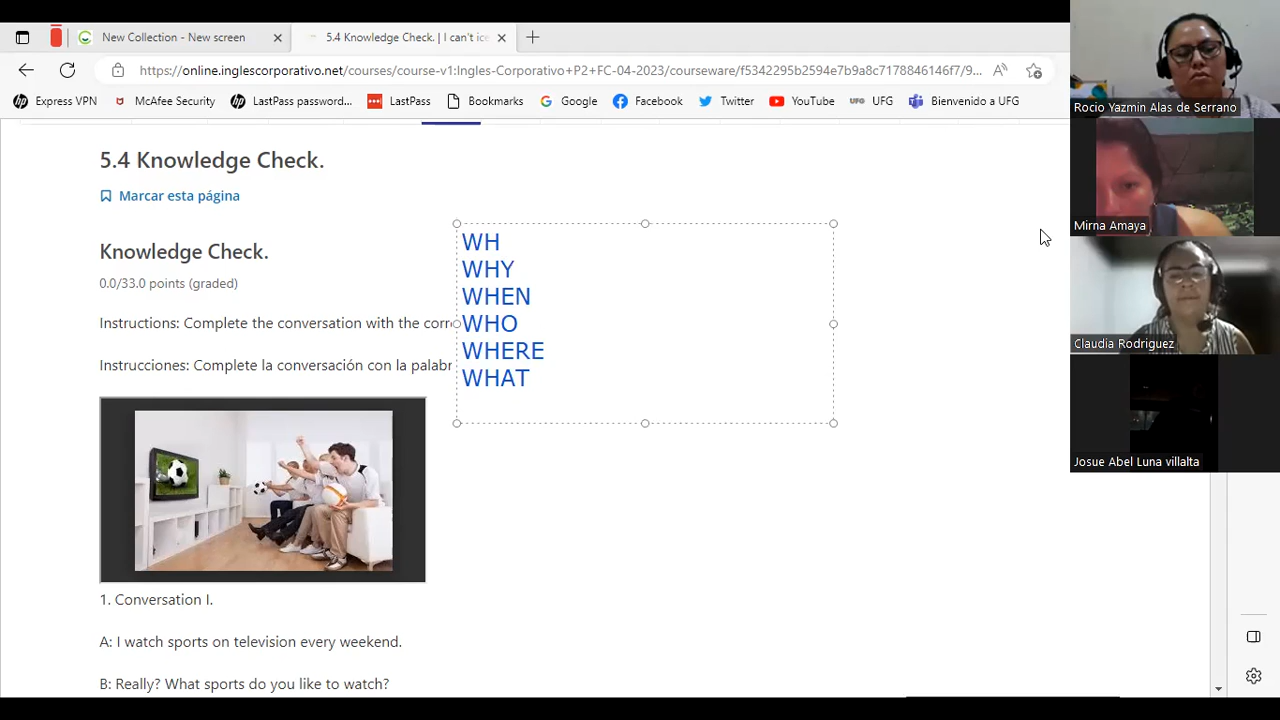 New Collection - New screen
5.4 Knowledge Check. | I can't ice
https://online.inglescorporativo.net/courses/course-v1:Ingles-Corporativo+P2+FC-04-2023/courseware/f5342295b2594e7b9a8c7178846146f7/9...
Express VPN
McAfee Security
LastPass password...
LastPass
Bookmarks
Google
Facebook
Twitter
YouTube
UFG
UFG
Bienvenido a UFG
5.4 Knowledge Check.
Marcar esta página
Knowledge Check.
0.0/33.0 points (graded)
Instructions: Complete the conversation with the corr
Instrucciones: Complete la conversación con la palabr
WH
WHY
WHEN
WHO
WHERE
WHAT
1. Conversation I.
A: I watch sports on television every weekend.
B: Really? What sports do you like to watch?
Rocio Yazmin Alas de Serrano
Mirna Amaya
Claudia Rodriguez
Josue Abel Luna villalta